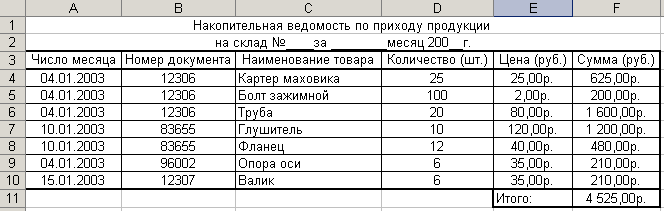 A B C D E F
1 Накопительная ведомость по приходу продукции
2 на склад №____за _________месяц 200__г.
3 Число месяца Номер документа Наименование товара Количество (шт.) Цена (руб.) Сумма (руб.)
4 04.01.2003 12306 Картер маховика 25 25,00р. 625,00р.
5 04.01.2003 12306 Болт зажимной 100 2,00р. 200,00р.
6 04.01.2003 12306 Труба 20 80,00р. 1 600,00р.
7 10.01.2003 83655 Глушитель 10 120,00р. 1 200,00р.
8 10.01.2003 83655 Фланец 12 40,00р. 480,00р.
9 04.01.2003 96002 Опора оси 6 35,00р. 210,00р.
10 15.01.2003 12307 Валик 6 35,00р. 210,00р.
11 Итого: 4 525,00р.